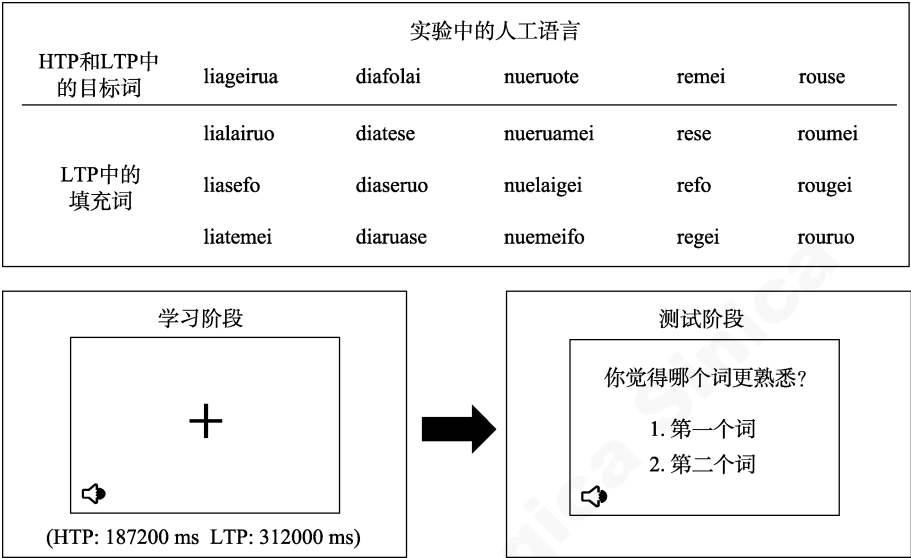 实验中的人工语言
HTP和LTP中
的目标词
liageirua diafolai nueruote remei rouse
lialairuo diatese nueruamei rese roumei
LTP中的
填充词
liasefo diaseruo nuelaigei refo rougei
liatemei diaruase nuemeifo regei rouruo
学习阶段
(HTP: 187200 ms LTP: 312000 ms)
测试阶段
你觉得哪个词更熟悉?
1. 第一个词
2. 第二个词
gica Sinica